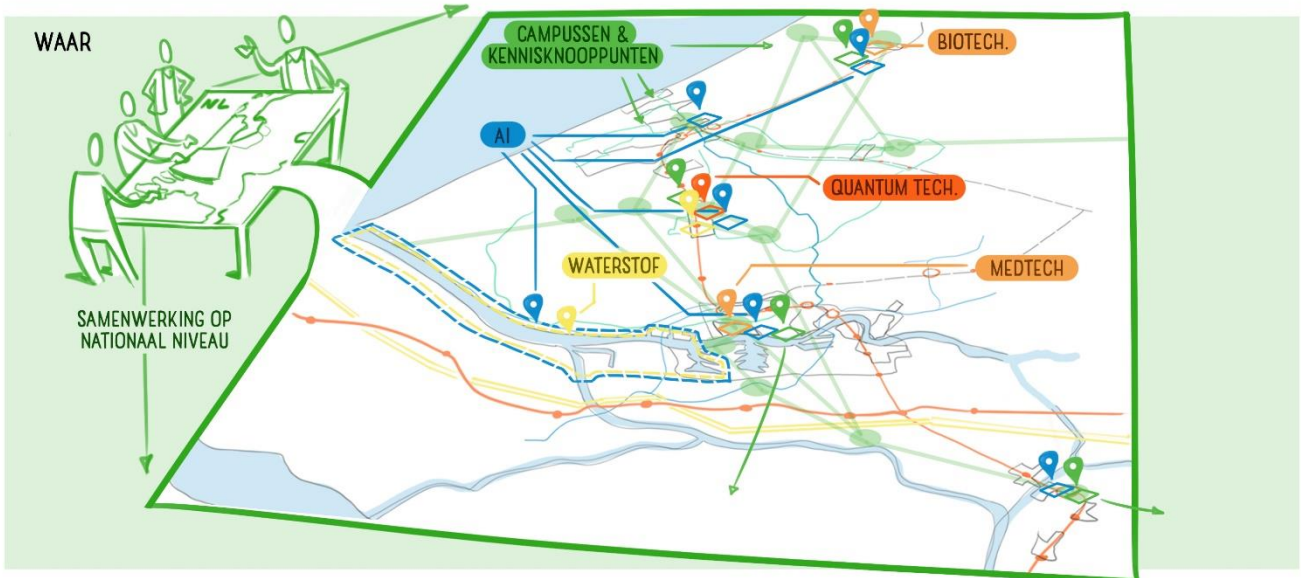 WAAR
NL
CAMPUSSEN &
KENNISKNOOPPUNTEN
BIOTECH.
AI
QUANTUM TECH.
WATERSTOF
MEDTECH
SAMENWERKING OP
NATIONAAL NIVEAU